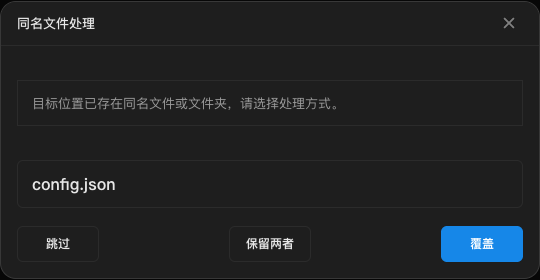 同名文件处理
目标位置已存在同名文件或文件夹，请选择处理方式。
config.json
跳过
保留两者
覆盖